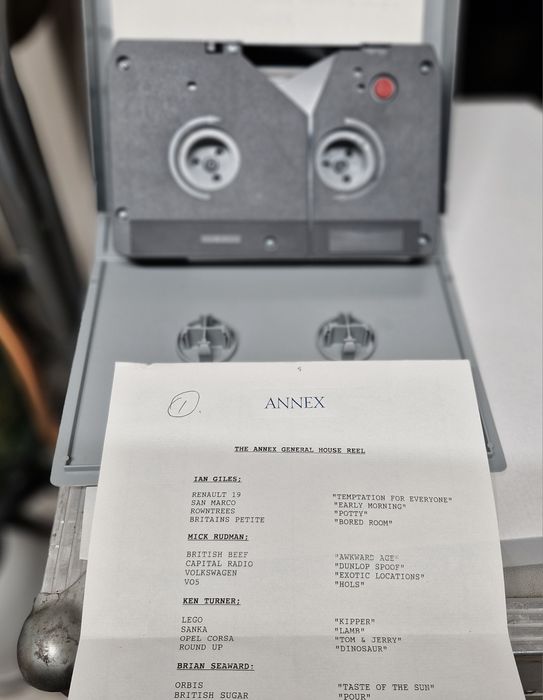 1.
ANNEX
THE ANNEX GENERAL HOUSE REEL
IAN GILES;
RENAULT 19 "TEMPTATION FOR EVERYONE"
SAN MARCO "EARLY MORNING"
ROWNTREES "POTTY"
BRITAINS PETITE "BORED ROOM"
MICK RUDMAN;
BRITISH BEEF "AWKWARD AGE"
CAPITAL RADIO "DUNLOP SPOOF"
VOLKSWAGEN "EXOTIC LOCATIONS"
VO5 "HOLS"
KEN TURNER;
LEGO "KIPPER"
SANKA "LAMB"
OPEL CORSA "TOM & JERRY"
ROUND UP "DINOSAUR"
BRIAN SEAWARD:
ORBIS "TASTE OF THE SUN"
BRITISH SUGAR "POUR"